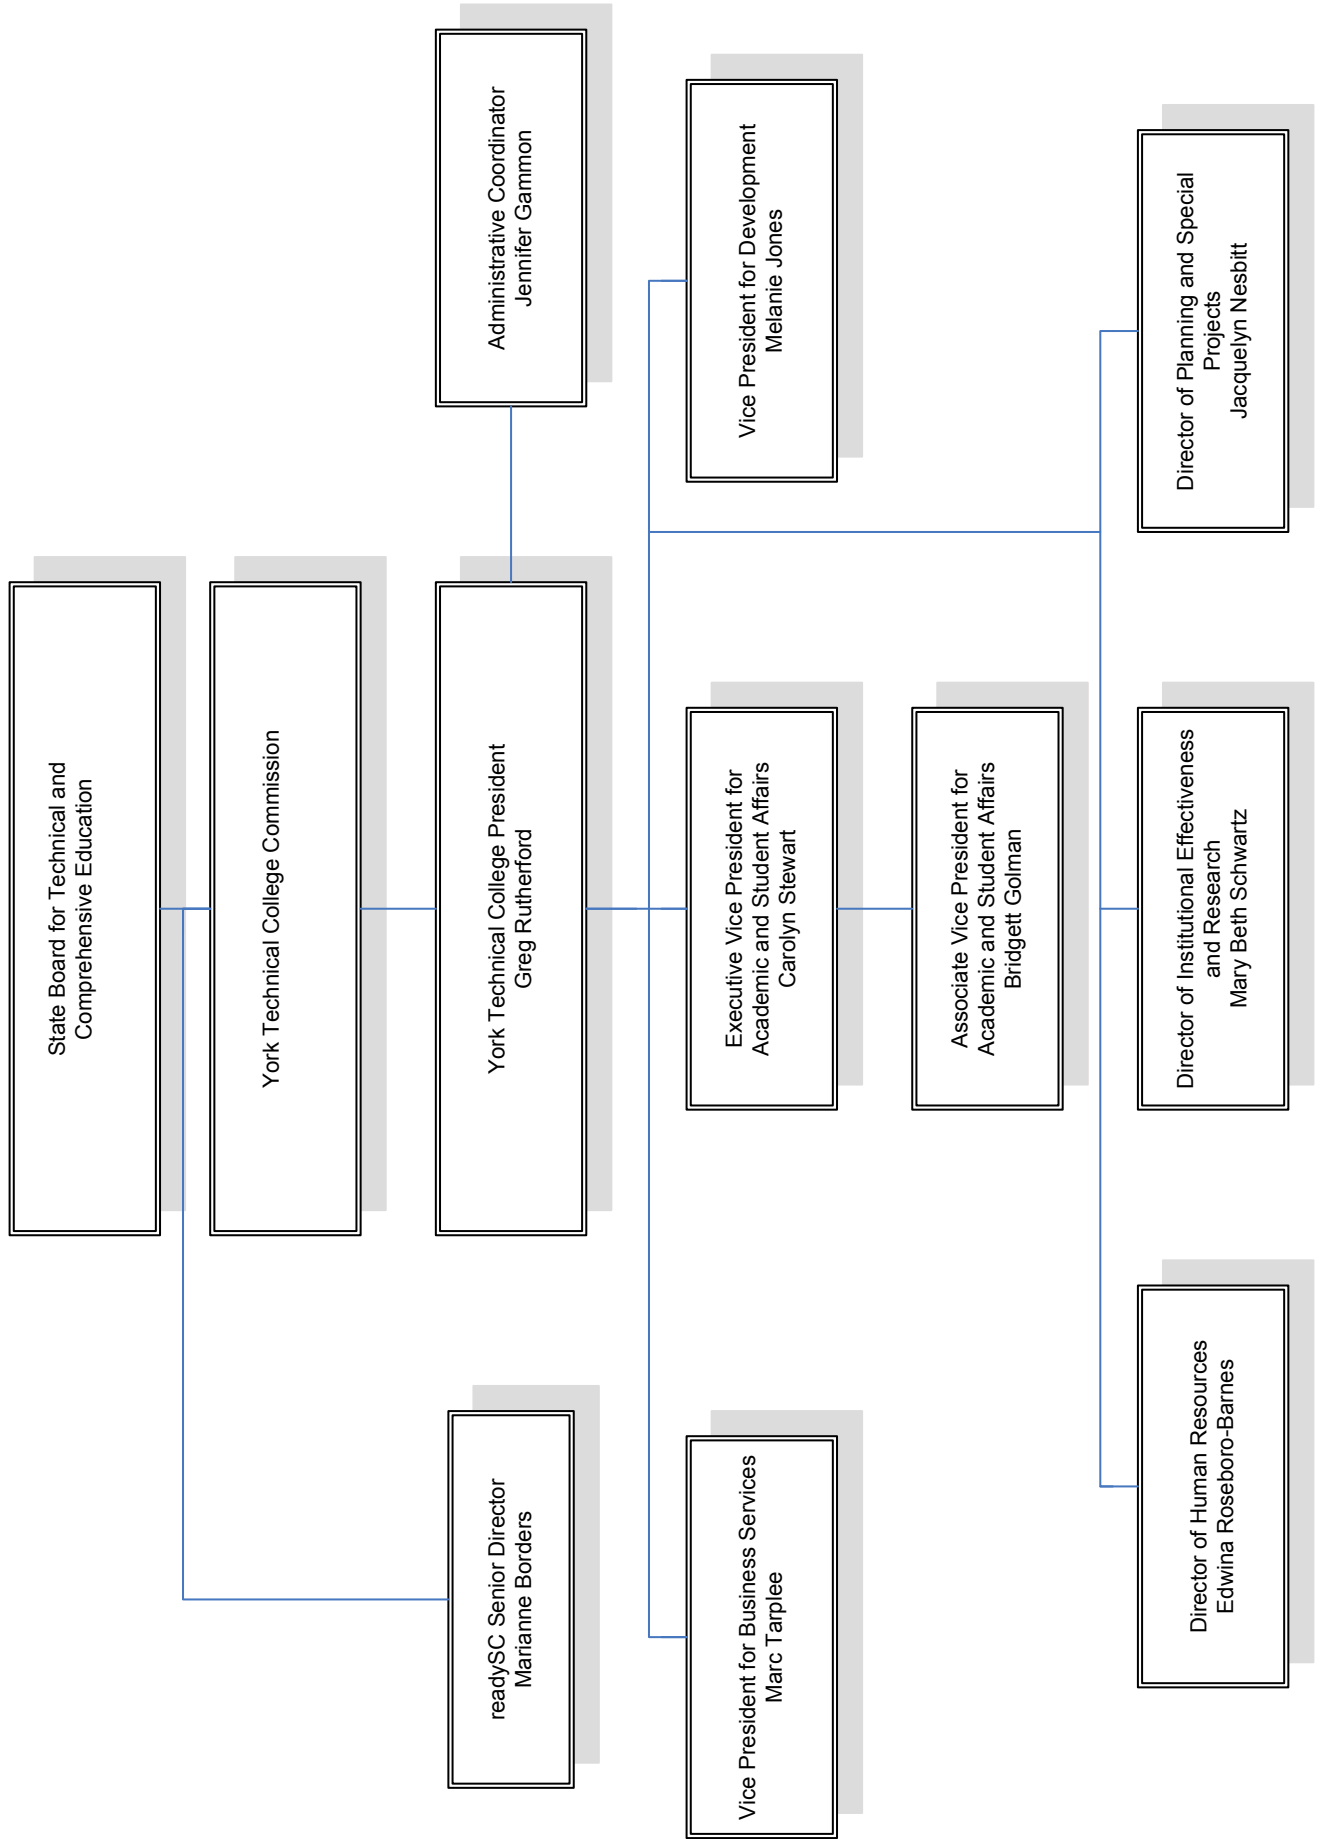 State Board for Technical and
Comprehensive Education
York Technical College Commission
readySC Senior Director
Marianne Borders
York Technical College President
Greg Rutherford
Administrative Coordinator
Jennifer Gammon
Vice President for Business Services
Marc Tarplee
Executive Vice President for
Academic and Student Affairs
Carolyn Stewart
Vice President for Development
Melanie Jones
Associate Vice President for
Academic and Student Affairs
Bridgett Golman
Director of Human Resources
Edwina Roseboro-Barnes
Director of Institutional Effectiveness
and Research
Mary Beth Schwartz
Director of Planning and Special
Projects
Jacquelyn Nesbitt